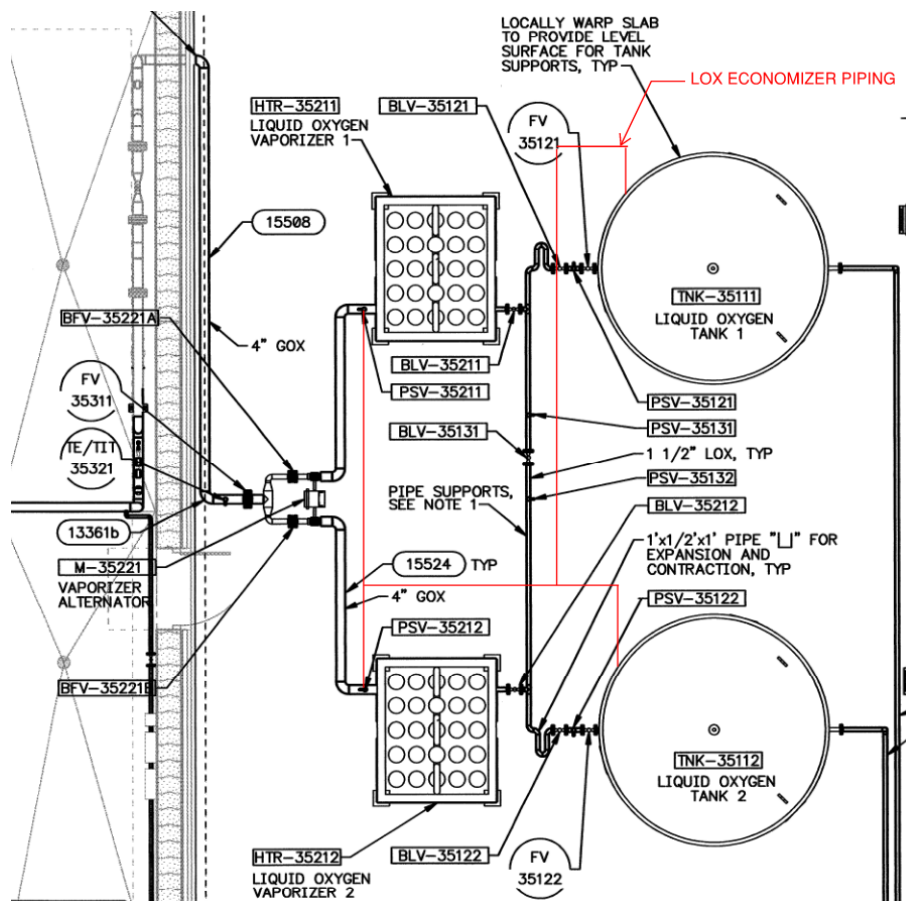 LOCALLY WARP SLAB
TO PROVIDE LEVEL
SURFACE FOR TANK
SUPPORTS, TYP
LOX ECONOMIZER PIPING
HTR-35211
LIQUID OXYGEN
VAPORIZER 1
BLV-35121
FV
35121
15508
TNK-35111
LIQUID OXYGEN
TANK 1
BFV-35221A
4" GOX
BLV-35211
PSV-35211
FV
35311
PSV-35121
PSV-35131
BLV-35131
1 1/2" LOX, TYP
TE/TIT
35321
PSV-35132
PIPE SUPPORTS,
SEE NOTE 1
BLV-35212
13361b
1'x1/2'x1' PIPE "⊔" FOR
EXPANSION AND
CONTRACTION, TYP
M-35221
VAPORIZER
ALTERNATOR
15524 TYP
4" GOX
PSV-35122
PSV-35212
BFV-35221B
TNK-35112
LIQUID OXYGEN
TANK 2
HTR-35212
LIQUID OXYGEN
VAPORIZER 2
BLV-35122
FV
35122